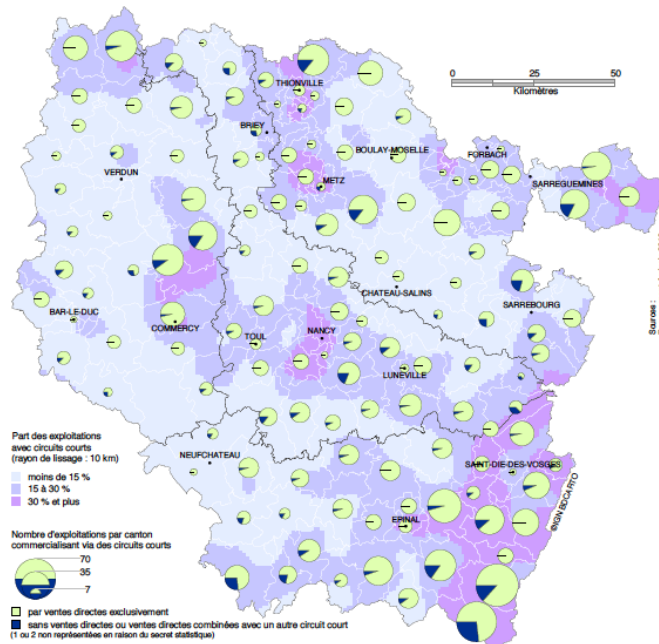 0 25 50
Kilomètres
THIONVILLE
BRIEY
BOULAY-MOSELLE
FORBACH
VERDUN
METZ
SARREGUEMINES
CHATEAU-SALINS
SARREBOURG
BAR-LE-DUC
COMMERCY
TOUL
NANCY
LUNEVILLE
Sources :
Part des exploitations
avec circuits courts
(rayon de lissage : 10 km)
moins de 15 %
15 à 30 %
30 % et plus
NEUFCHATEAU
SAINT-DIE-DES-VOSGES
EPINAL
©IGN BDCARTO
Nombre d'exploitations par canton
commercialisant via des circuits courts
70
35
7
par ventes directes exclusivement
sans ventes directes ou ventes directes combinées avec un autre circuit court
(1 ou 2 non représentées en raison du secret statistique)